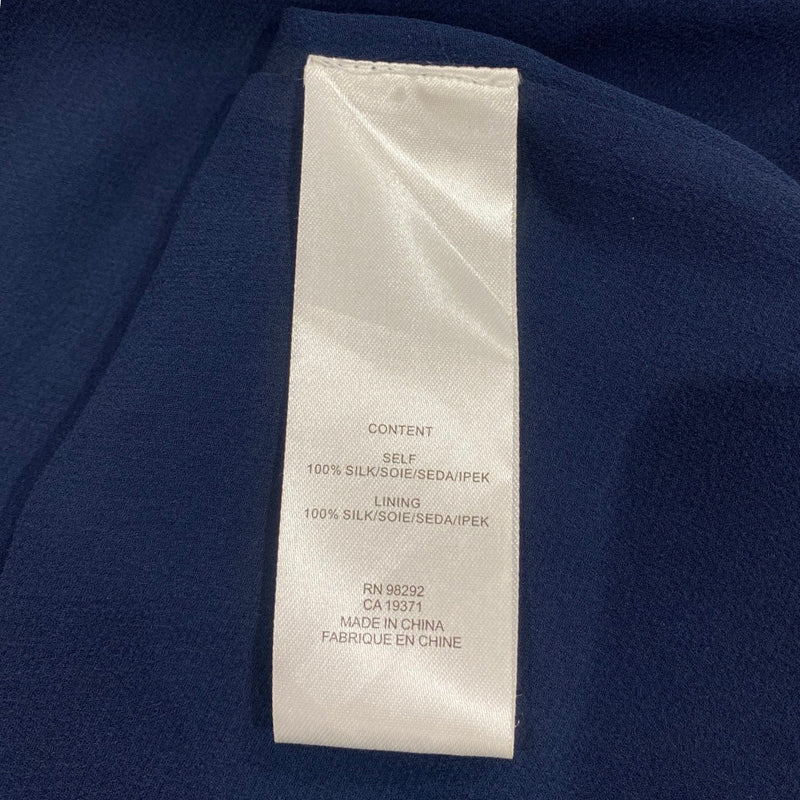 CONTENT
SELF
100% SILK/SOIE/SEDA/IPEK
LINING
100% SILK/SOIE/SEDA/IPEK
RN 98292
CA 19371
MADE IN CHINA
FABRIQUE EN CHINE